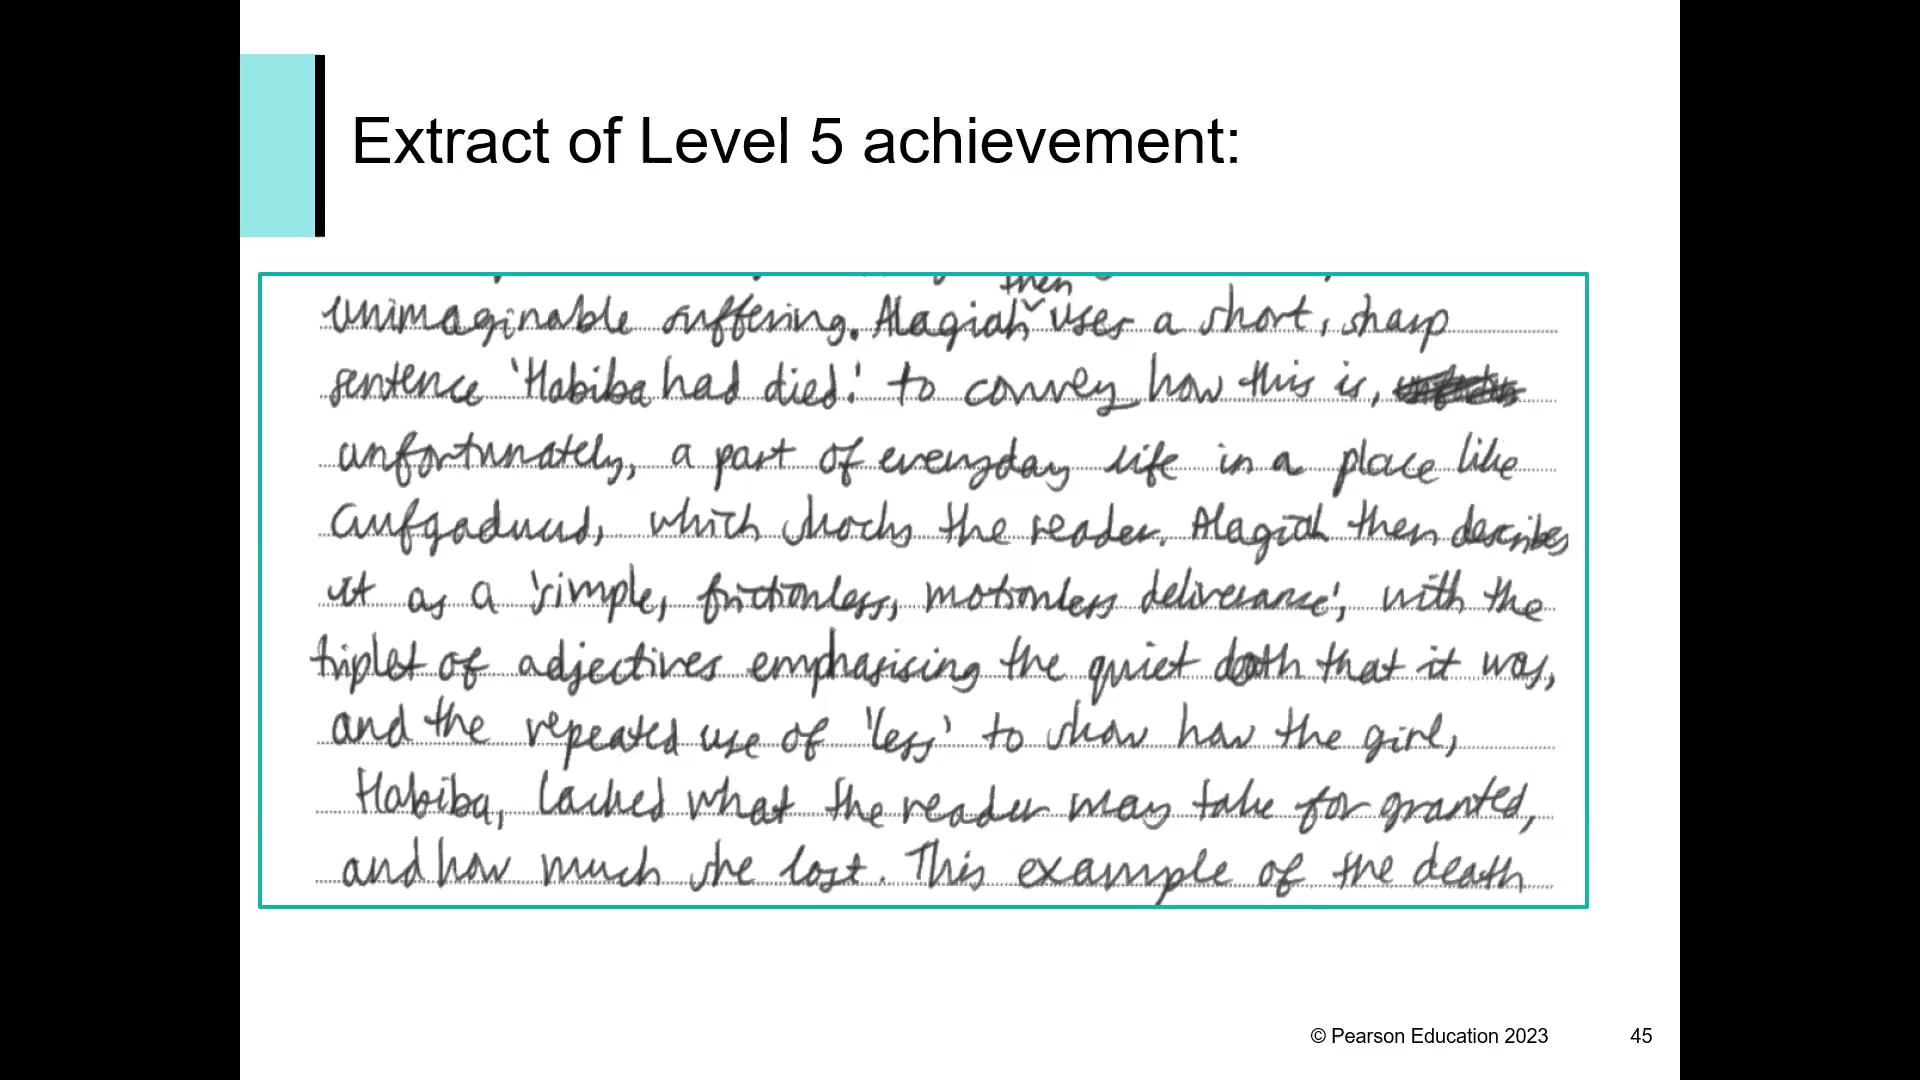 Extract of Level 5 achievement:
then
unimaginable suffering. Alagiah uses a short, sharp
sentence 'Habiba had died.' to convey how this is,
unfortunately, a part of everyday life in a place like
Gufgaduud, which shocks the reader. Alagiah then describes
it as a 'simple, frictionless, motionless deliverance', with the
triplet of adjectives emphasising the quiet death that it was,
and the repeated use of 'less' to show how the girl,
Habiba, lacked what the reader may take for granted,
and how much she lost. This example of the death
© Pearson Education 2023
45